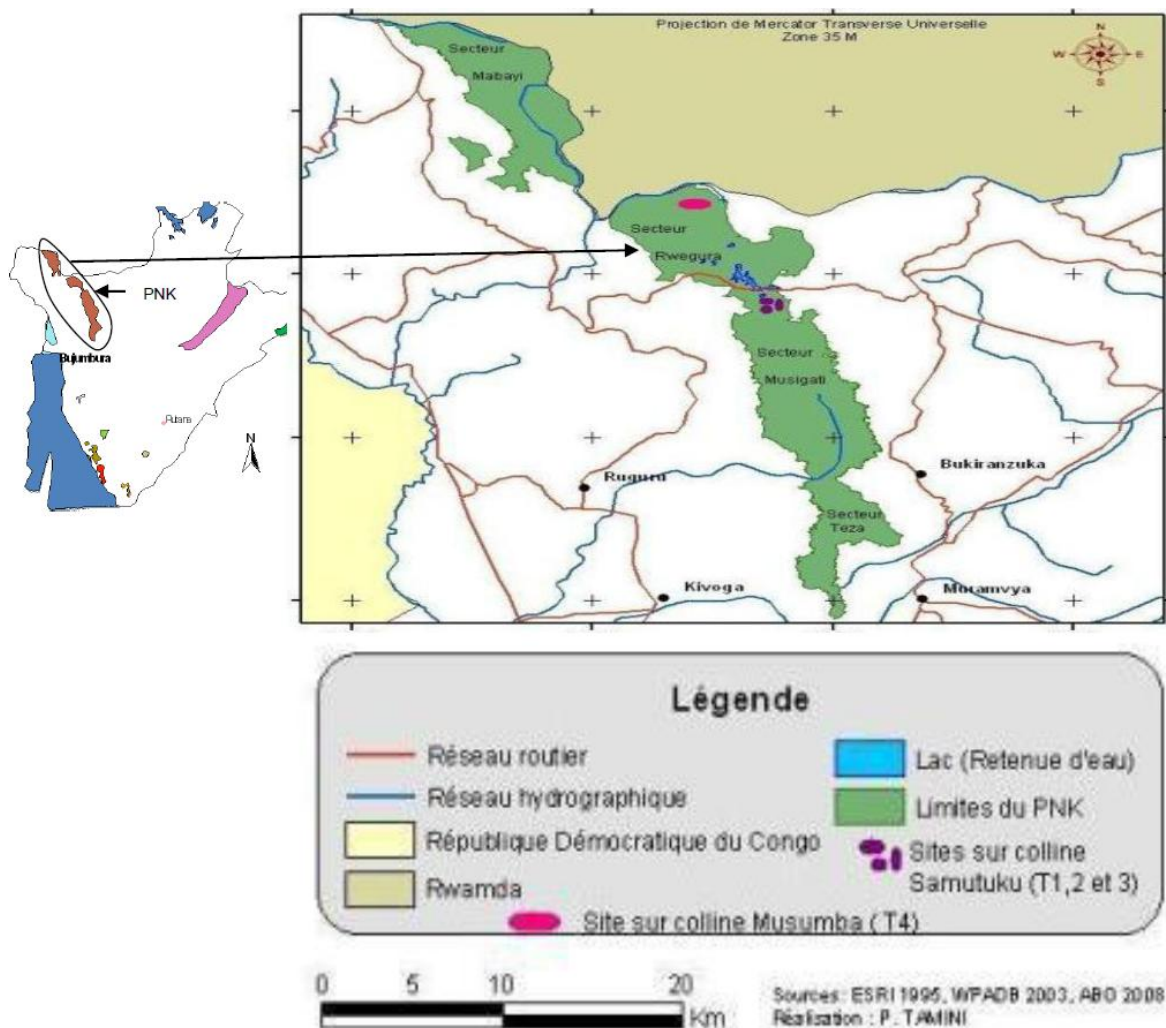 Projection de Mercator Transverse Universelle
Zone 35 M
N
W E
S
Secteur
Mabayi
Secteur
Rwegura
Secteur
Musigati
Bukiranzuka
Ruguru
Secteur
Teza
Kivoga
Muramvya
PNK
Bujumbura
N
Légende
Réseau routier
Réseau hydrographique
République Démocratique du Congo
Rwamda
Lac (Retenue d'eau)
Limites du PNK
Sites sur colline
Samutuku (T1,2 et 3)
Site sur colline Musumba ( T4)
0 5 10 20
Km
Sources: ESRI 1995, WPADB 2003, ABO 2008
Réalisation : P. TAMINI